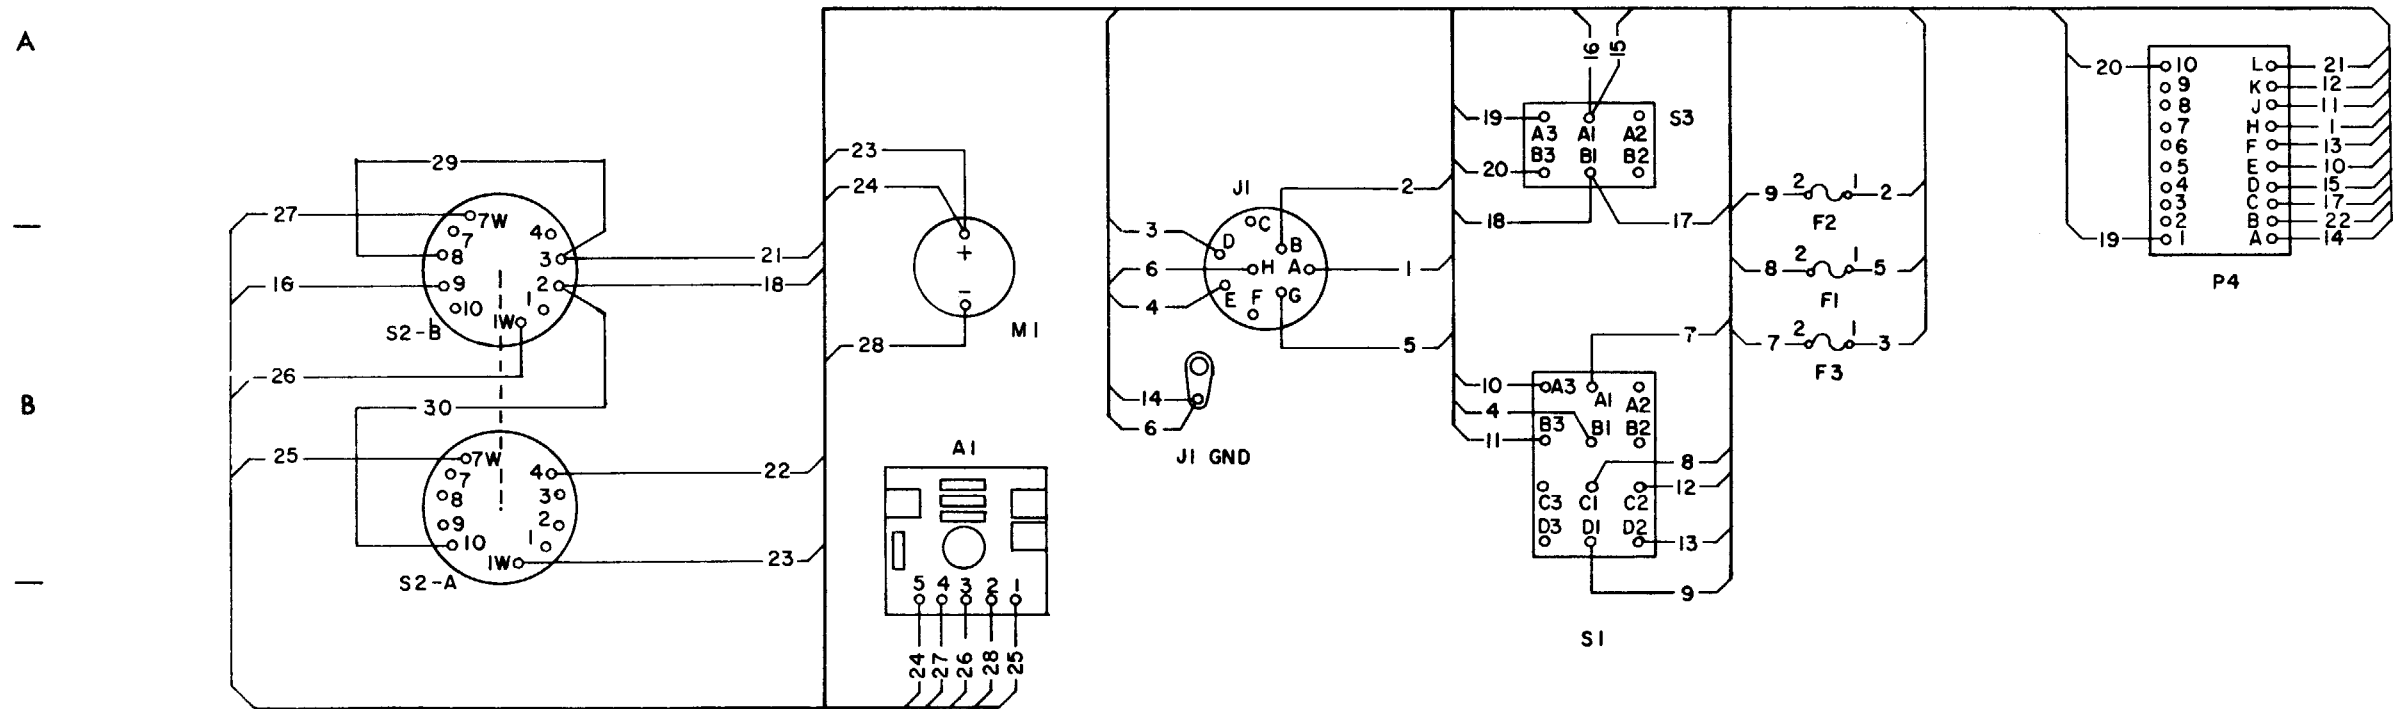 A
B
29
27
7W
7
8
9
10
4
3
2
1
1W
16
S2-B
21
18
26
30
25
7W
7
8
9
10
4
3
2
1
1W
22
23
S2-A
23
24
+
−
28
M1
A1
5 4 3 2 1
24 27 26 28 25
J1
3
6
4
C
D
H
E
F
B
A
G
2
1
5
14
6
J1 GND
16 15
19
20
18
A3 A1 A2
B3 B1 B2
S3
17
7
10
4
11
A3 A1 A2
B3 B1 B2
C3 C1 C2
D3 D1 D2
8
12
13
9
S1
9 2 1 2
F2
8 2 1 5
F1
7 2 1 3
F3
20 10 L 21
9 K 12
8 J 11
7 H 1
6 F 13
5 E 10
4 D 15
3 C 17
2 B 22
19 1 A 14
P4